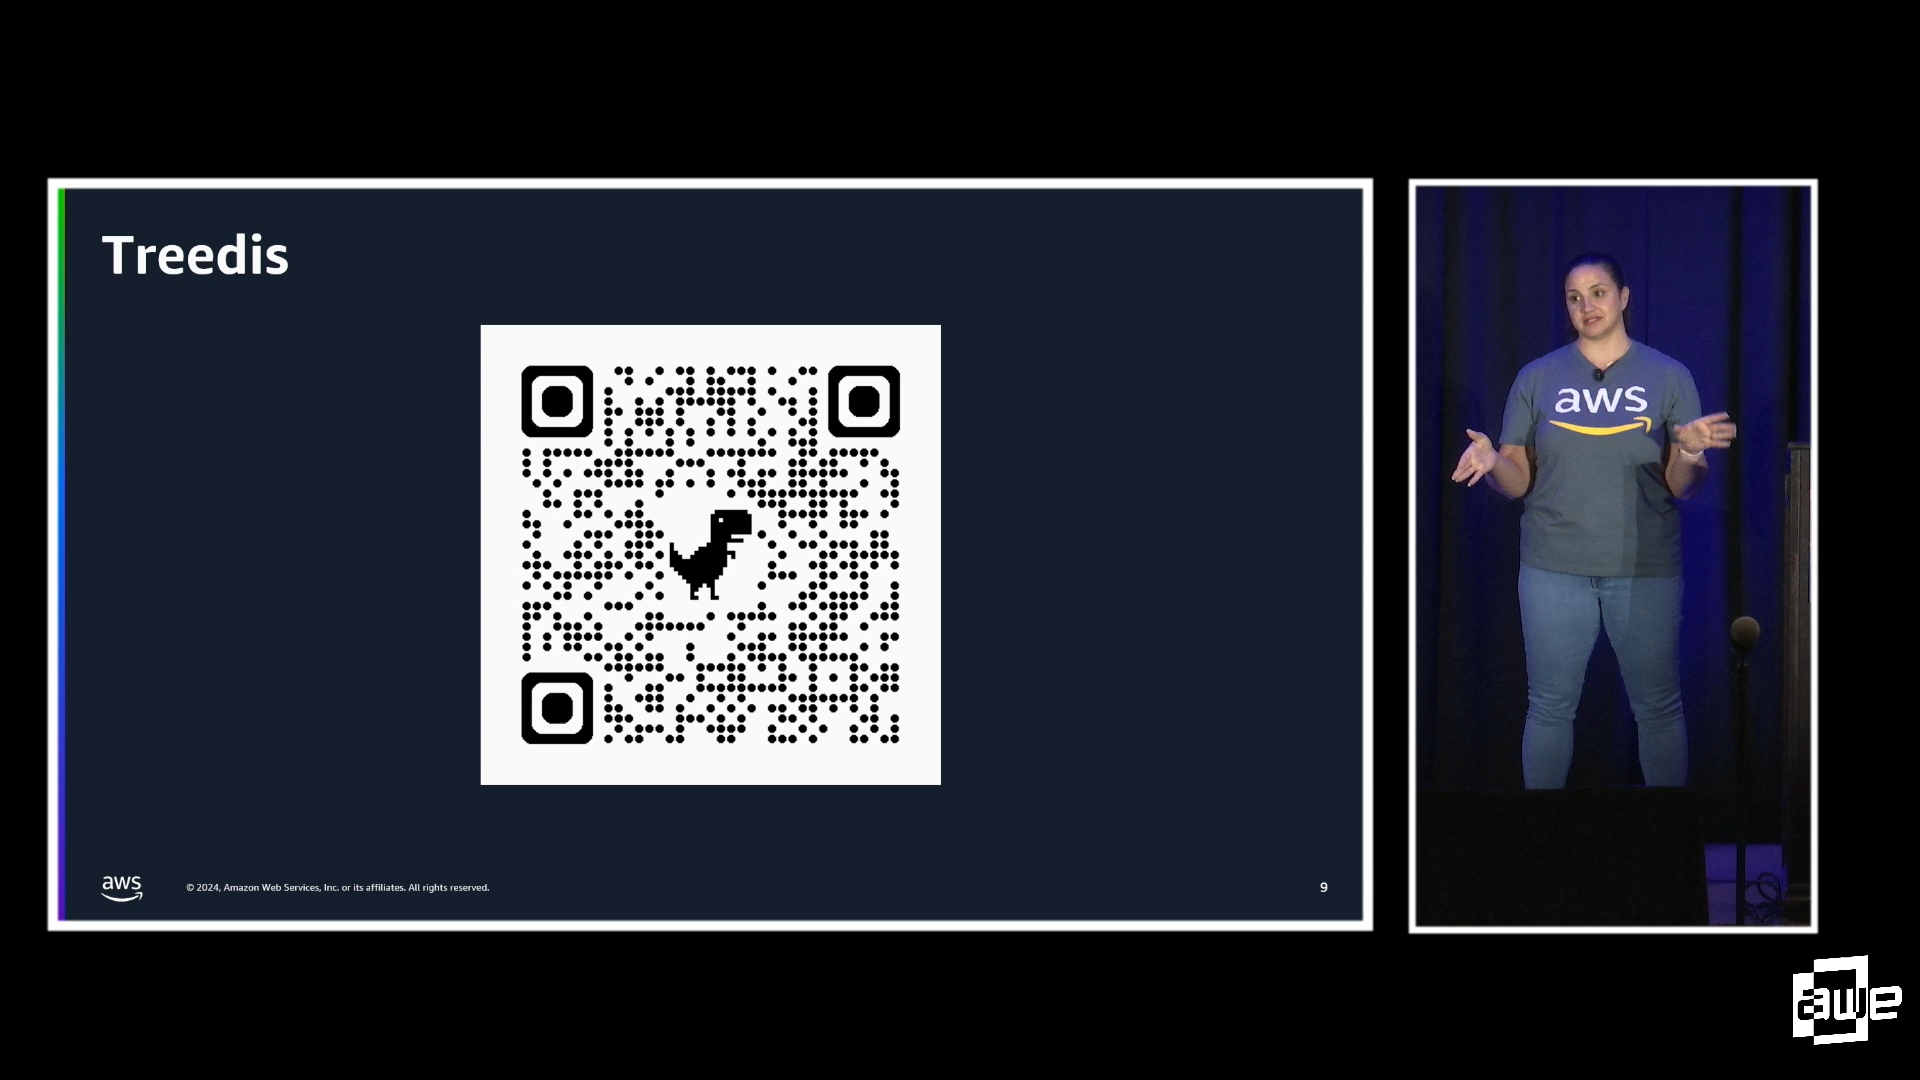 Treedis
aws
© 2024, Amazon Web Services, Inc. or its affiliates. All rights reserved.
9
aws
awe